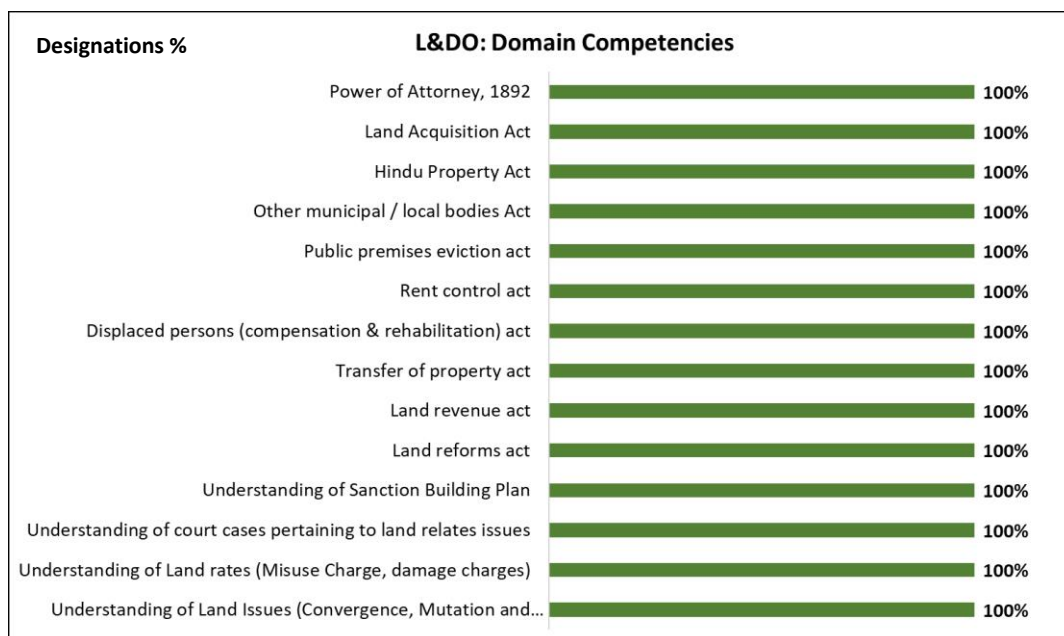 Designations %
L&DO: Domain Competencies
Power of Attorney, 1892 100%
Land Acquisition Act 100%
Hindu Property Act 100%
Other municipal / local bodies Act 100%
Public premises eviction act 100%
Rent control act 100%
Displaced persons (compensation & rehabilitation) act 100%
Transfer of property act 100%
Land revenue act 100%
Land reforms act 100%
Understanding of Sanction Building Plan 100%
Understanding of court cases pertaining to land relates issues 100%
Understanding of Land rates (Misuse Charge, damage charges) 100%
Understanding of Land Issues (Convergence, Mutation and... 100%